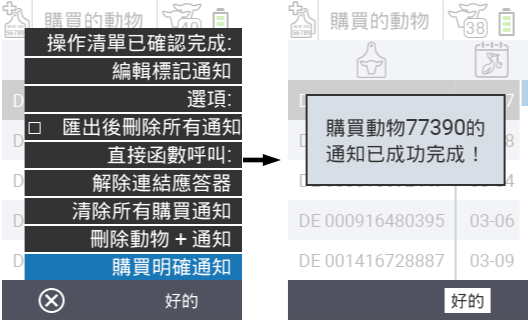 購買的動物
操作清單已確認完成:
編輯標記通知
選項:
匯出後刪除所有通知
直接函數呼叫:
解除連結應答器
清除所有購買通知
刪除動物 + 通知
購買明確通知
好的
購買的動物
38
購買動物77390的
通知已成功完成！
DE 000916480395 03-06
DE 001416728887 03-09
好的